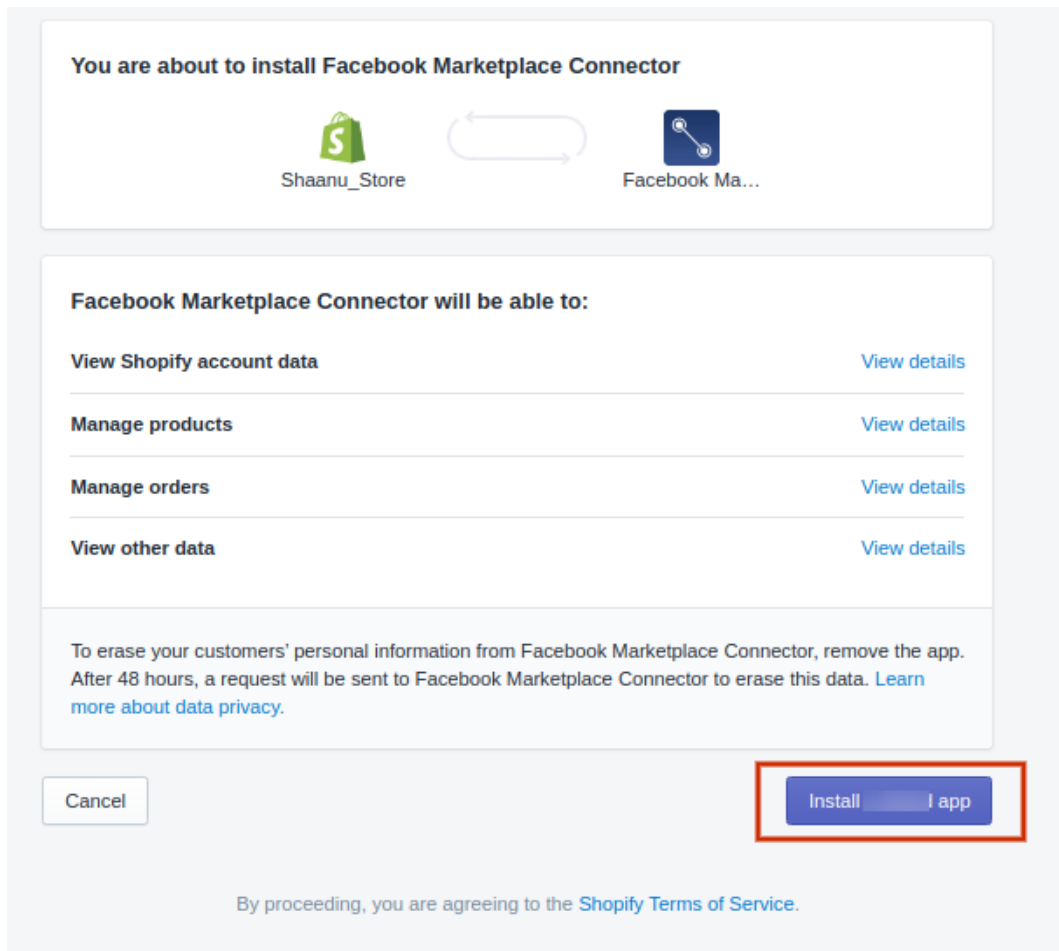 You are about to install Facebook Marketplace Connector
Shaanu_Store
Facebook Ma...
Facebook Marketplace Connector will be able to:
View Shopify account data
View details
Manage products
View details
Manage orders
View details
View other data
View details
To erase your customers’ personal information from Facebook Marketplace Connector, remove the app.
After 48 hours, a request will be sent to Facebook Marketplace Connector to erase this data. Learn
more about data privacy.
Cancel
Install app
By proceeding, you are agreeing to the Shopify Terms of Service.